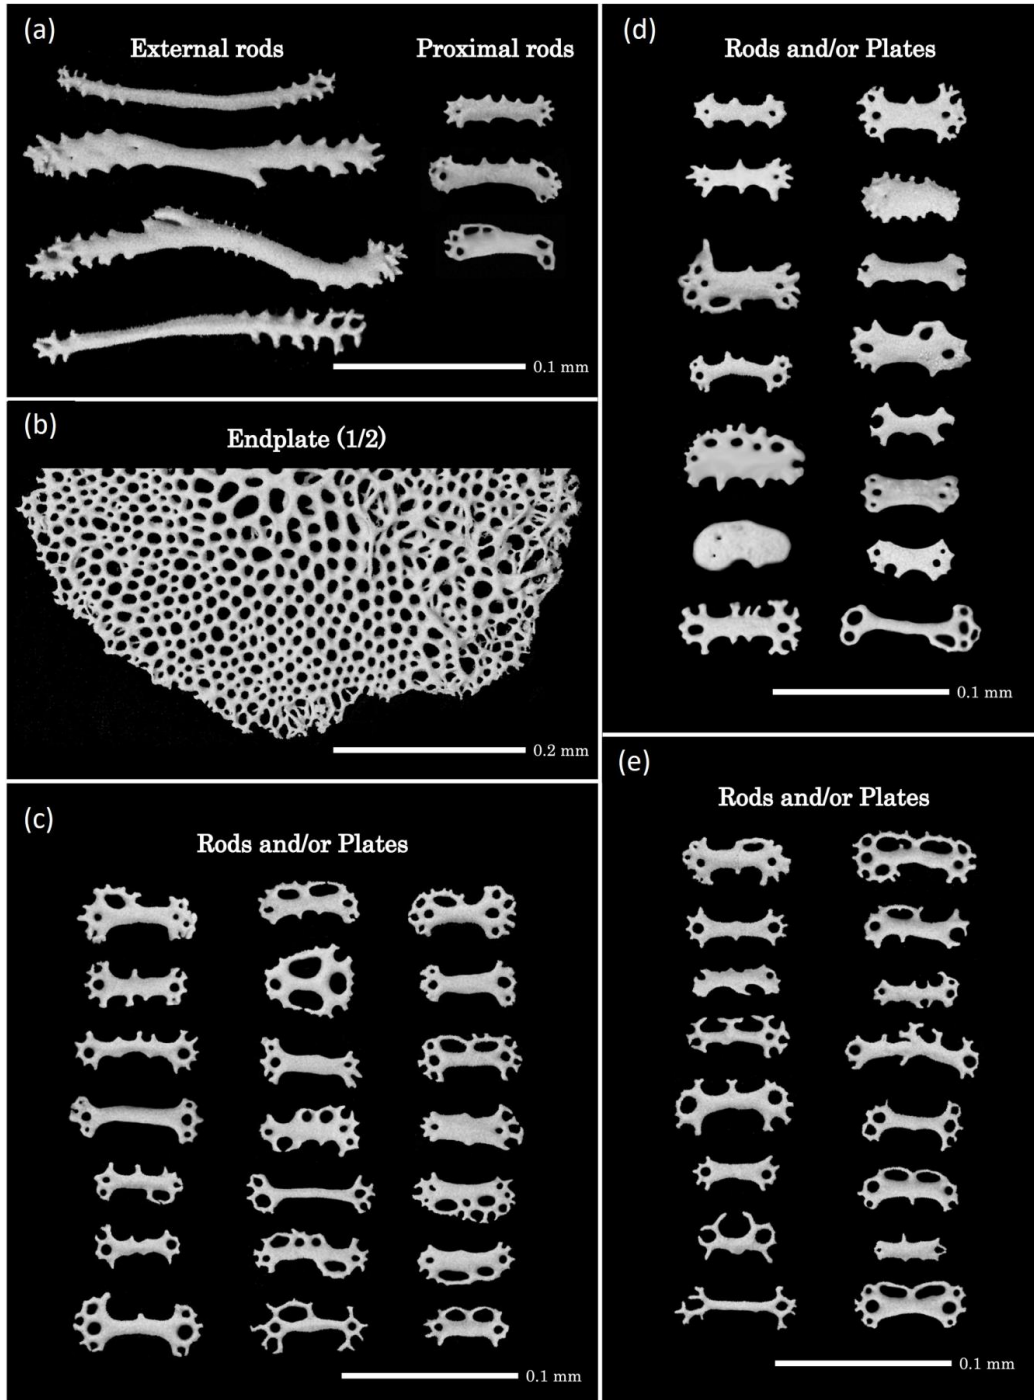 (a)
External rods
Proximal rods
0.1 mm
(b)
Endplate (1/2)
0.2 mm
(c)
Rods and/or Plates
0.1 mm
(d)
Rods and/or Plates
0.1 mm
(e)
Rods and/or Plates
0.1 mm